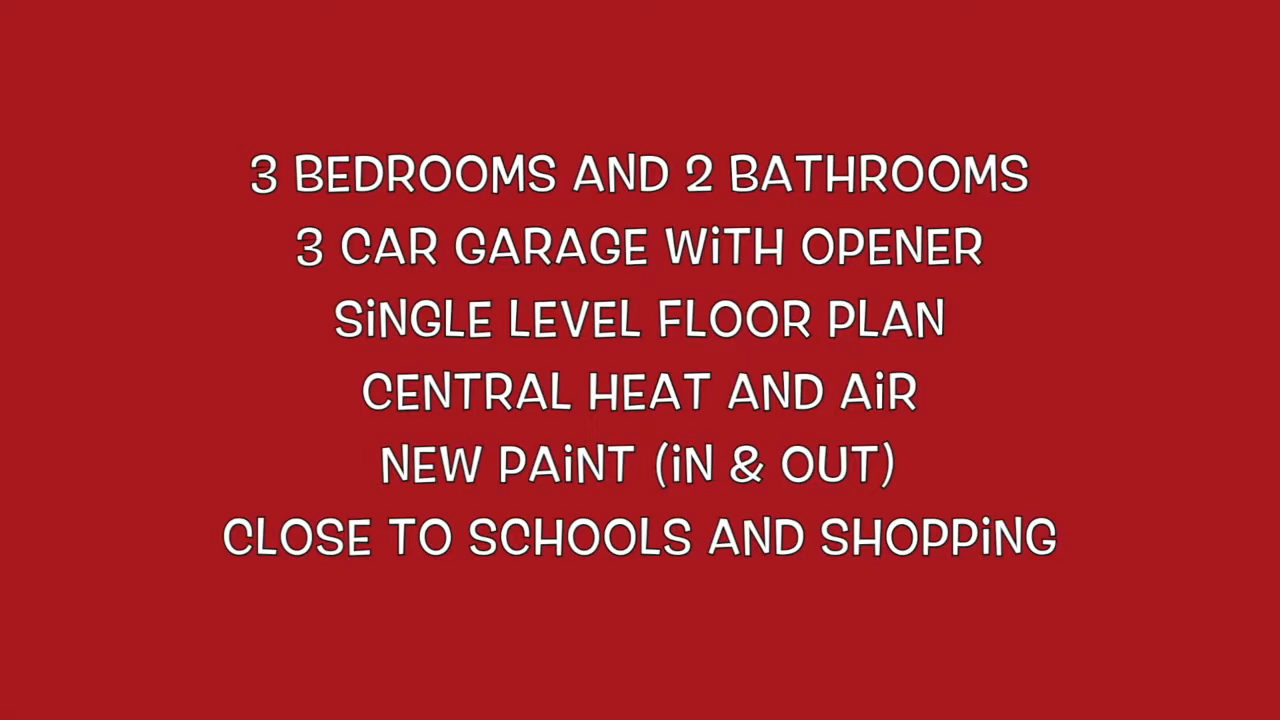 3 BEDROOMS AND 2 BATHROOMS
3 CAR GARAGE WiTH OPENER
SiNGLE LEVEL FLOOR PLAN
CENTRAL HEAT AND AiR
NEW PAiNT (iN & OUT)
CLOSE TO SCHOOLS AND SHOPPiNG